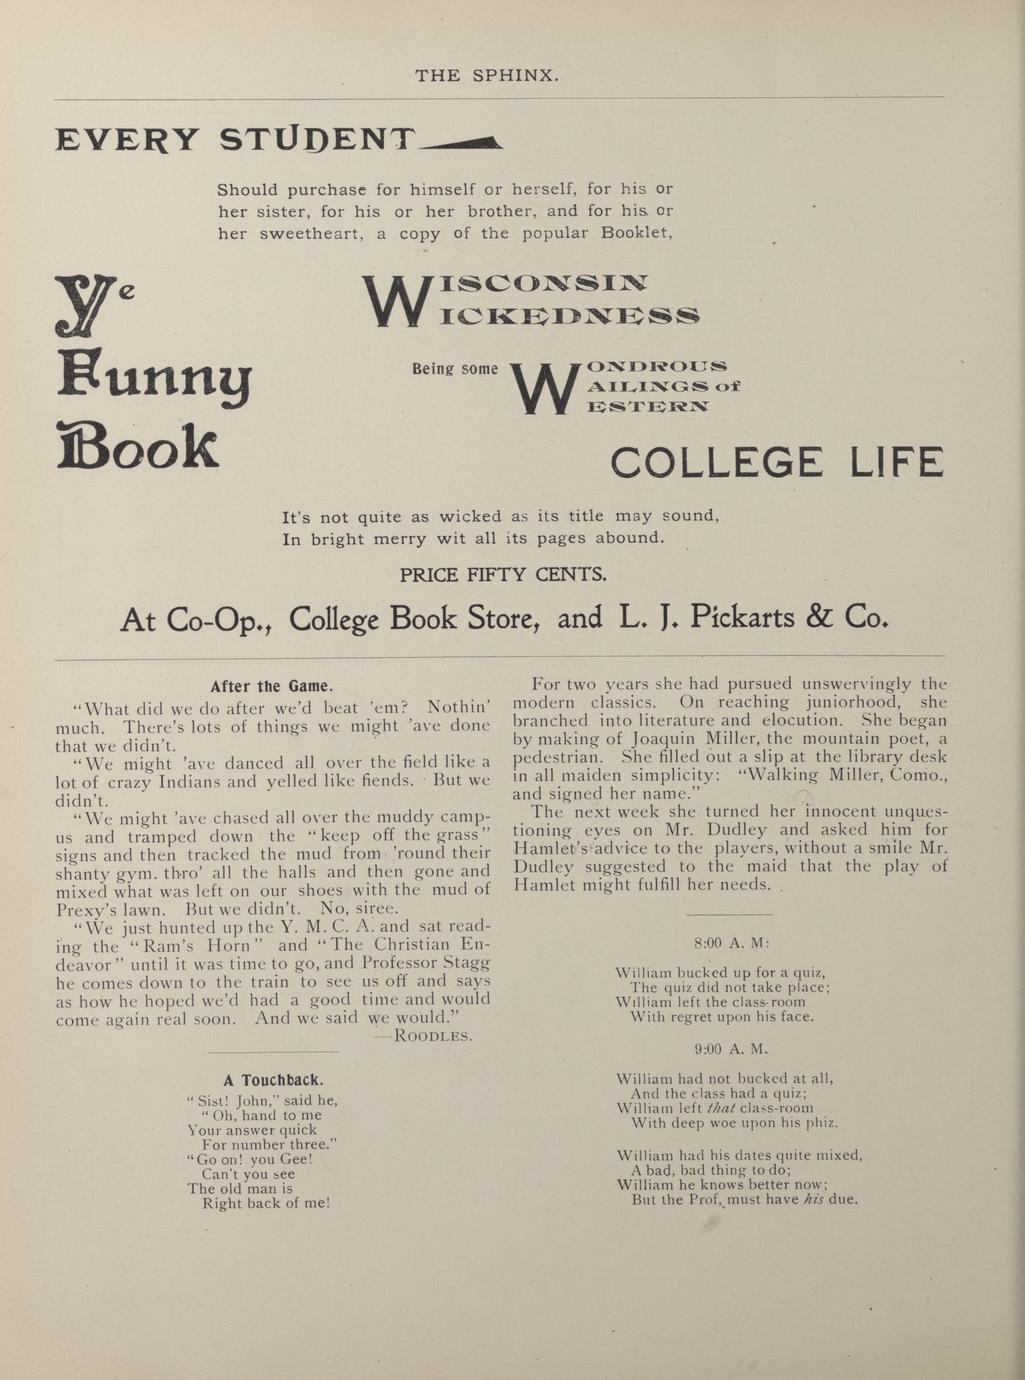 THE SPHINX.
EVERY STUDENT
Should purchase for himself or herself, for his or
her sister, for his or her brother, and for his or
her sweetheart, a copy of the popular Booklet,
Ye
Funny
Book
WISCONSIN
WICKEDNESS
Being some WONDROUS
WAILINGS of
WESTERN
COLLEGE LIFE
It's not quite as wicked as its title may sound,
In bright merry wit all its pages abound.
PRICE FIFTY CENTS.
At Co-Op., College Book Store, and L. J. Pickarts & Co.
After the Game.
"What did we do after we'd beat 'em? Nothin'
much. There's lots of things we might 'ave done
that we didn't.
"We might 'ave danced all over the field like a
lot of crazy Indians and yelled like fiends. But we
didn't.
"We might 'ave chased all over the muddy camp-
us and tramped down the "keep off the grass"
signs and then tracked the mud from 'round their
shanty gym. thro' all the halls and then gone and
mixed what was left on our shoes with the mud of
Prexy's lawn. But we didn't. No, siree.
"We just hunted up the Y. M. C. A. and sat read-
ing the "Ram's Horn" and "The Christian En-
deavor" until it was time to go, and Professor Stagg
he comes down to the train to see us off and says
as how he hoped we'd had a good time and would
come again real soon. And we said we would."
—ROODLES.
A Touchback.
"Sist! John," said he,
"Oh, hand to me
Your answer quick
For number three."
"Go on! you Gee!
Can't you see
The old man is
Right back of me!
For two years she had pursued unswervingly the
modern classics. On reaching juniorhood, she
branched into literature and elocution. She began
by making of Joaquin Miller, the mountain poet, a
pedestrian. She filled out a slip at the library desk
in all maiden simplicity: "Walking Miller, Como.,
and signed her name."
The next week she turned her innocent unques-
tioning eyes on Mr. Dudley and asked him for
Hamlet's advice to the players, without a smile Mr.
Dudley suggested to the maid that the play of
Hamlet might fulfill her needs.
8:00 A. M:
William bucked up for a quiz,
The quiz did not take place;
William left the class-room
With regret upon his face.
9:00 A. M.
William had not bucked at all,
And the class had a quiz;
William left that class-room
With deep woe upon his phiz.
William had his dates quite mixed,
A bad, bad thing to do;
William he knows better now;
But the Prof, must have his due.